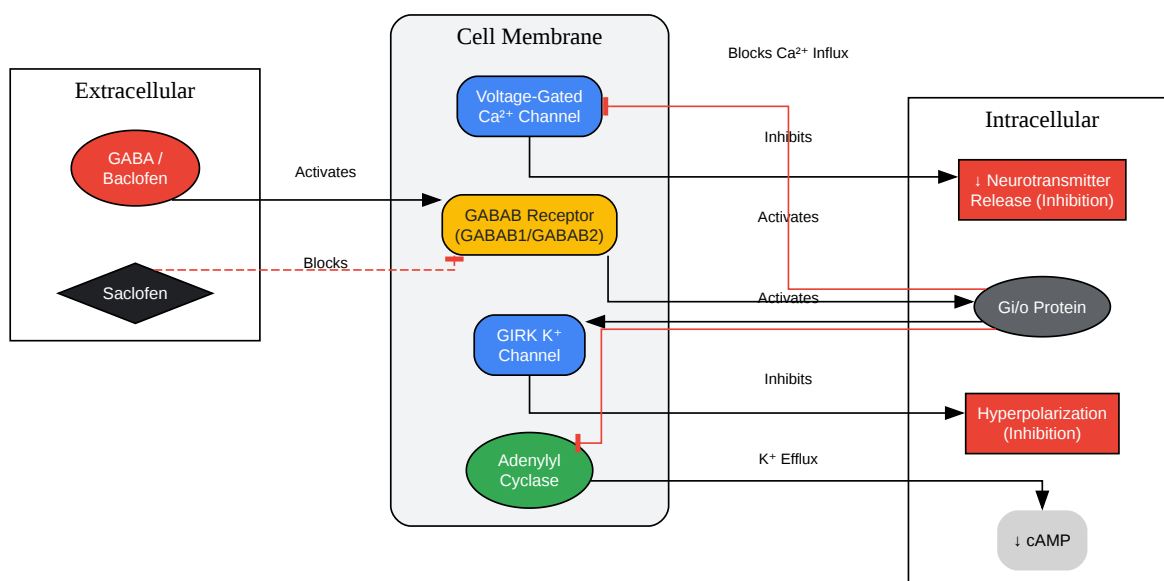 Extracellular
GABA /
Baclofen
Saclofen
Activates
Blocks
Cell Membrane
Voltage-Gated
Ca²⁺ Channel
GABAB Receptor
(GABAB1/GABAB2)
GIRK K⁺
Channel
Adenylyl
Cyclase
Blocks Ca²⁺ Influx
Inhibits
Activates
Activates
Inhibits
K⁺ Efflux
Intracellular
↓ Neurotransmitter
Release (Inhibition)
Gi/o Protein
Hyperpolarization
(Inhibition)
↓ cAMP